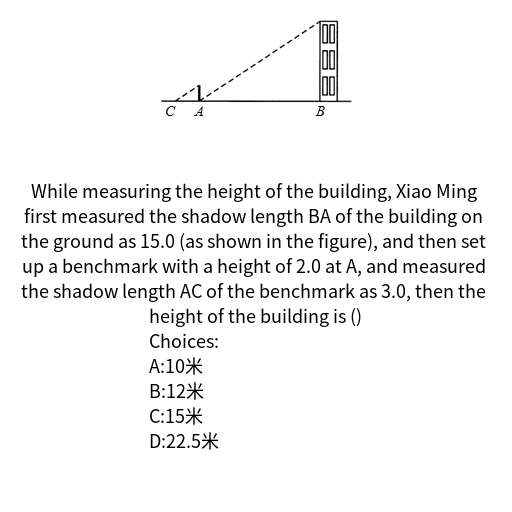 C A B
While measuring the height of the building, Xiao Ming
first measured the shadow length BA of the building on
the ground as 15.0 (as shown in the figure), and then set
up a benchmark with a height of 2.0 at A, and measured
the shadow length AC of the benchmark as 3.0, then the
height of the building is ()
Choices:
A:10米
B:12米
C:15米
D:22.5米